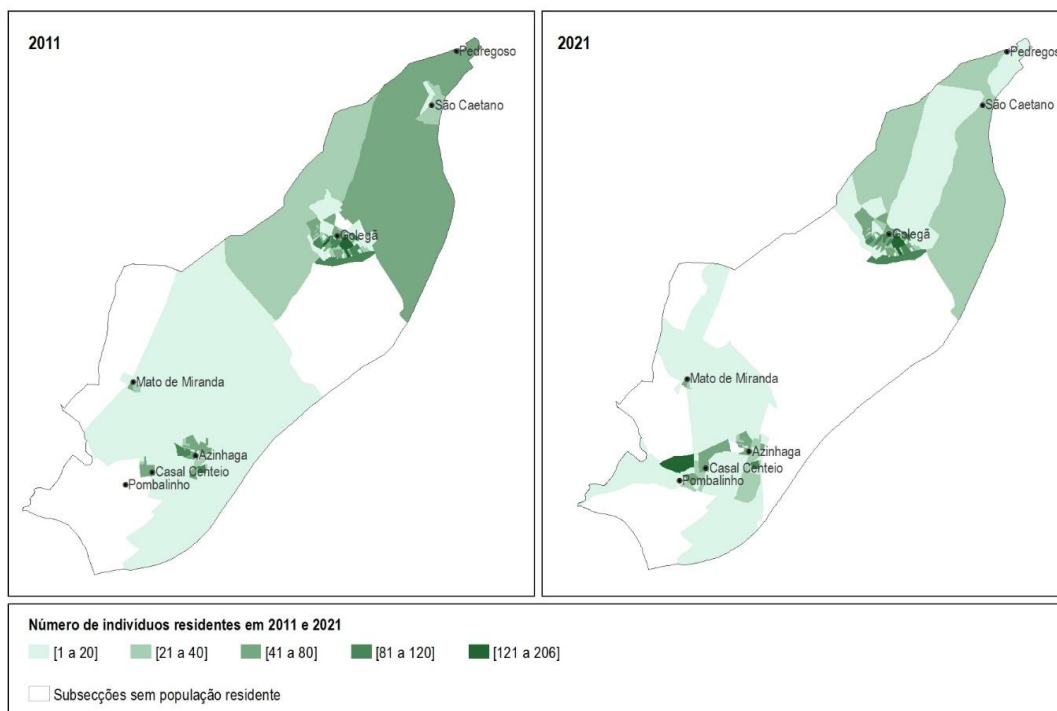 2011
Pedregoso
São Caetano
Golegã
Mato de Miranda
Azinhaga
Casal Centeio
Pombalinho
2021
Pedregos
São Caetano
Golegã
Mato de Miranda
Azinhaga
Casal Centeio
Pombalinho
Número de indivíduos residentes em 2011 e 2021
[1 a 20] [21 a 40] [41 a 80] [81 a 120] [121 a 206]
Subsecções sem população residente